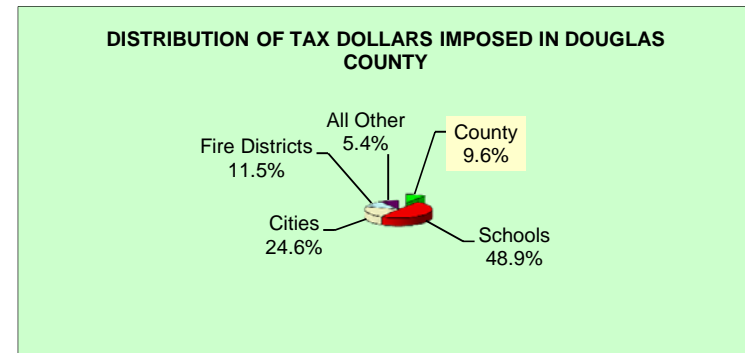 DISTRIBUTION OF TAX DOLLARS IMPOSED IN DOUGLAS
COUNTY
All Other
5.4%
County
9.6%
Fire Districts
11.5%
Cities
24.6%
Schools
48.9%